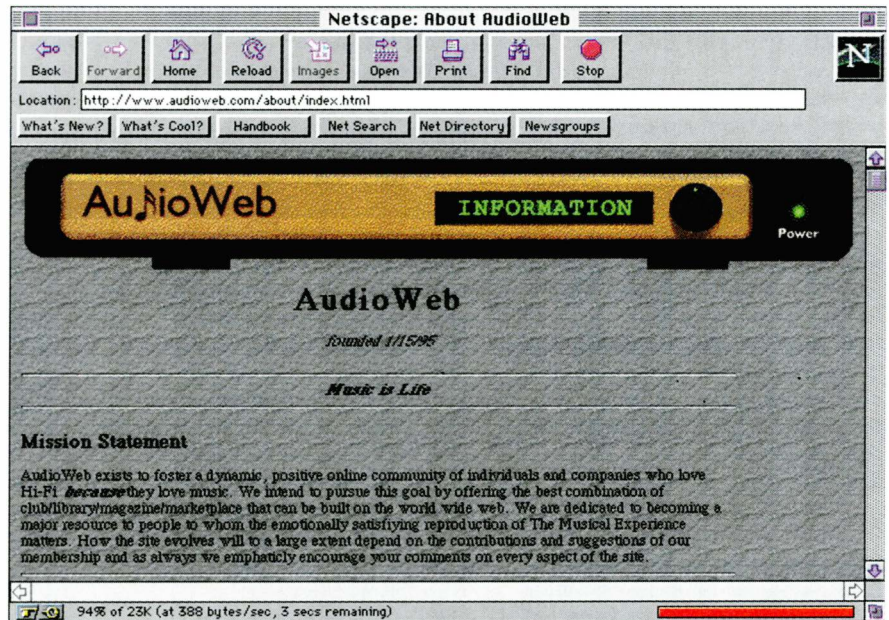 Netscape: About AudioWeb
Back Forward Home Reload Images Open Print Find Stop
N
Location: http://www.audioweb.com/about/index.html
What's New? What's Cool? Handbook Net Search Net Directory Newsgroups
AudioWeb INFORMATION
Power
AudioWeb
founded 1/15/95
Music is Life
Mission Statement
AudioWeb exists to foster a dynamic, positive online community of individuals and companies who love
Hi-Fi because they love music. We intend to pursue this goal by offering the best combination of
club/library/magazine/marketplace that can be built on the world wide web. We are dedicated to becoming a
major resource to people to whom the emotionally satisfiying reproduction of The Musical Experience
matters. How the site evolves will to a large extent depend on the contributions and suggestions of our
membership and as always we emphaticly encourage your comments on every aspect of the site.
94% of 23K (at 388 bytes/sec, 3 secs remaining)